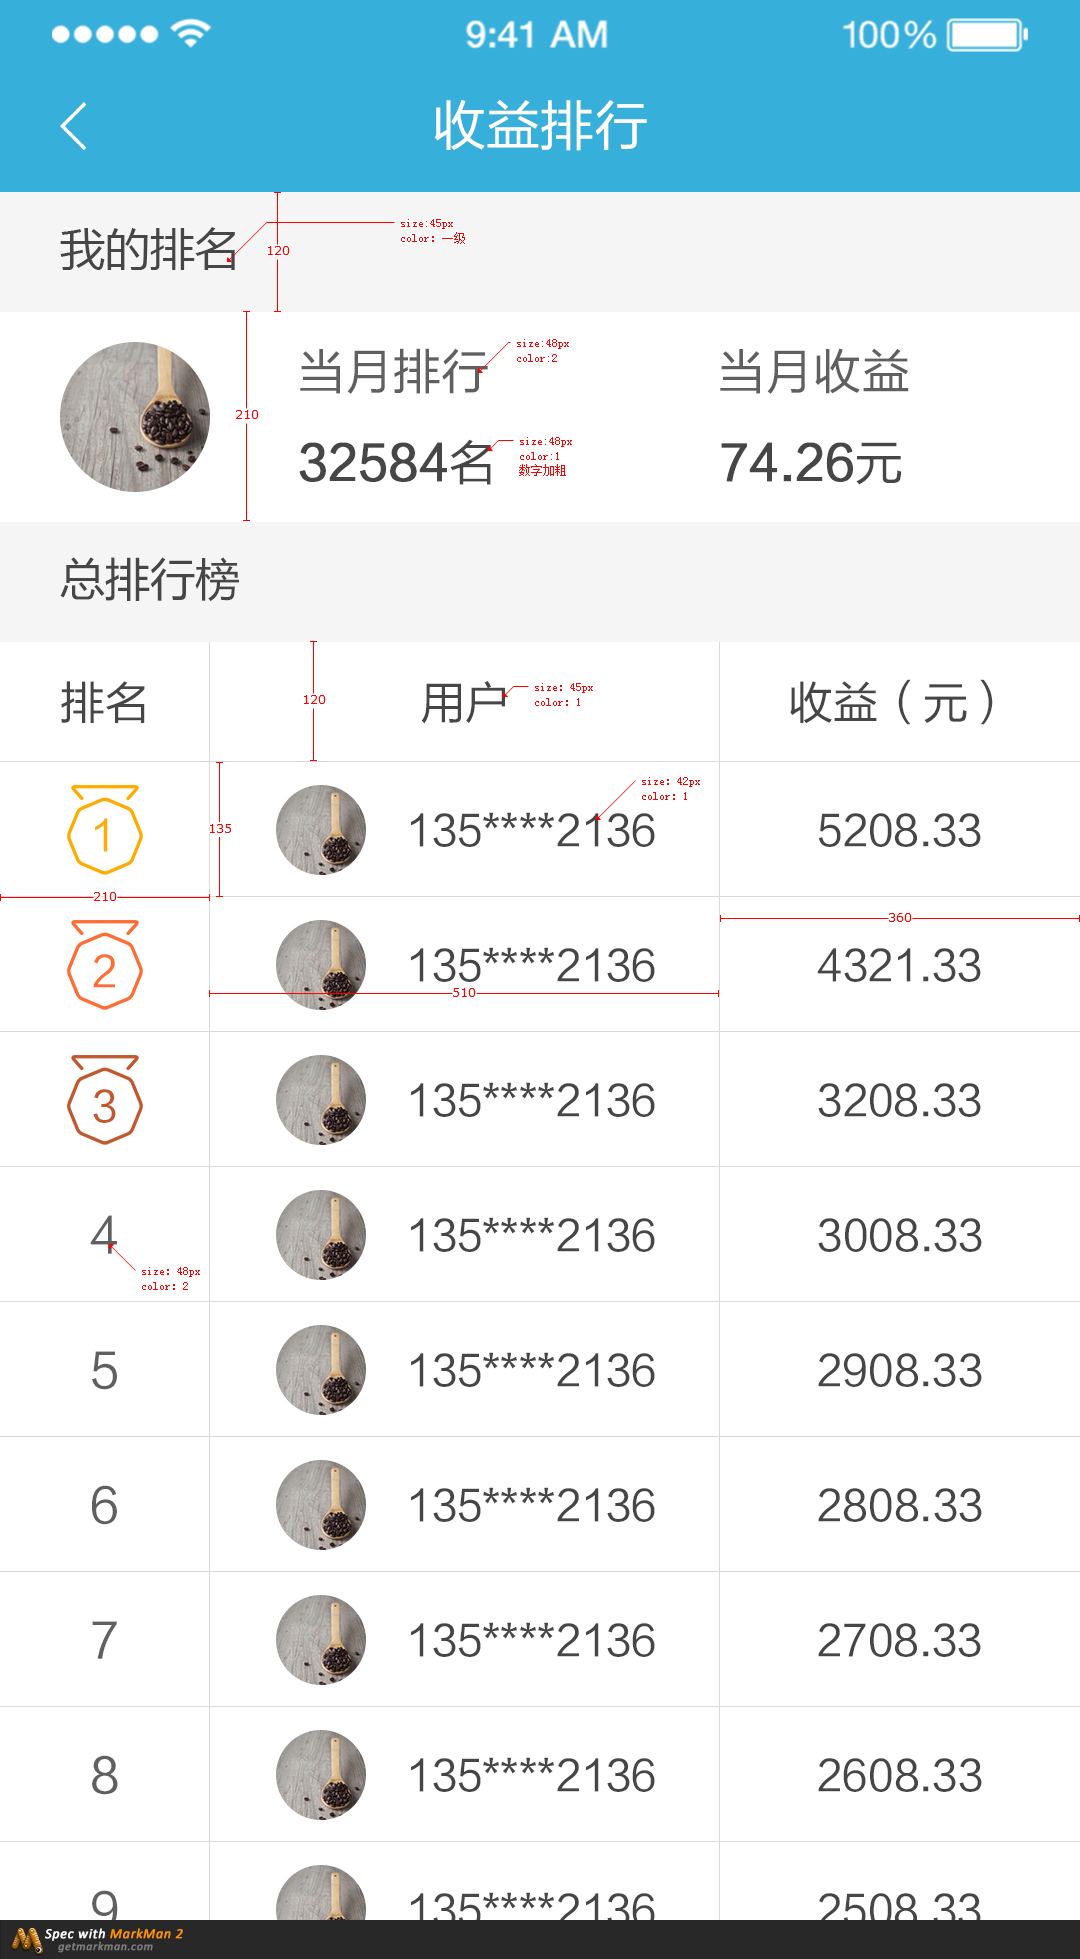 9:41 AM 100%
收益排行
我的排名
size:45px
color: 一级
120
当月排行
size:48px
color:2
当月收益
210
32584名
size:48px
color:1
数字加粗
74.26元
总排行榜
排名 用户 收益（元）
size: 45px
color: 1
120
size: 42px
color: 1
1 135****2136 5208.33
135
210
360
2 135****2136 4321.33
510
3 135****2136 3208.33
4 135****2136 3008.33
size: 48px
color: 2
5 135****2136 2908.33
6 135****2136 2808.33
7 135****2136 2708.33
8 135****2136 2608.33
9 135****2136 2508.33
Spec with MarkMan 2
getmarkman.com